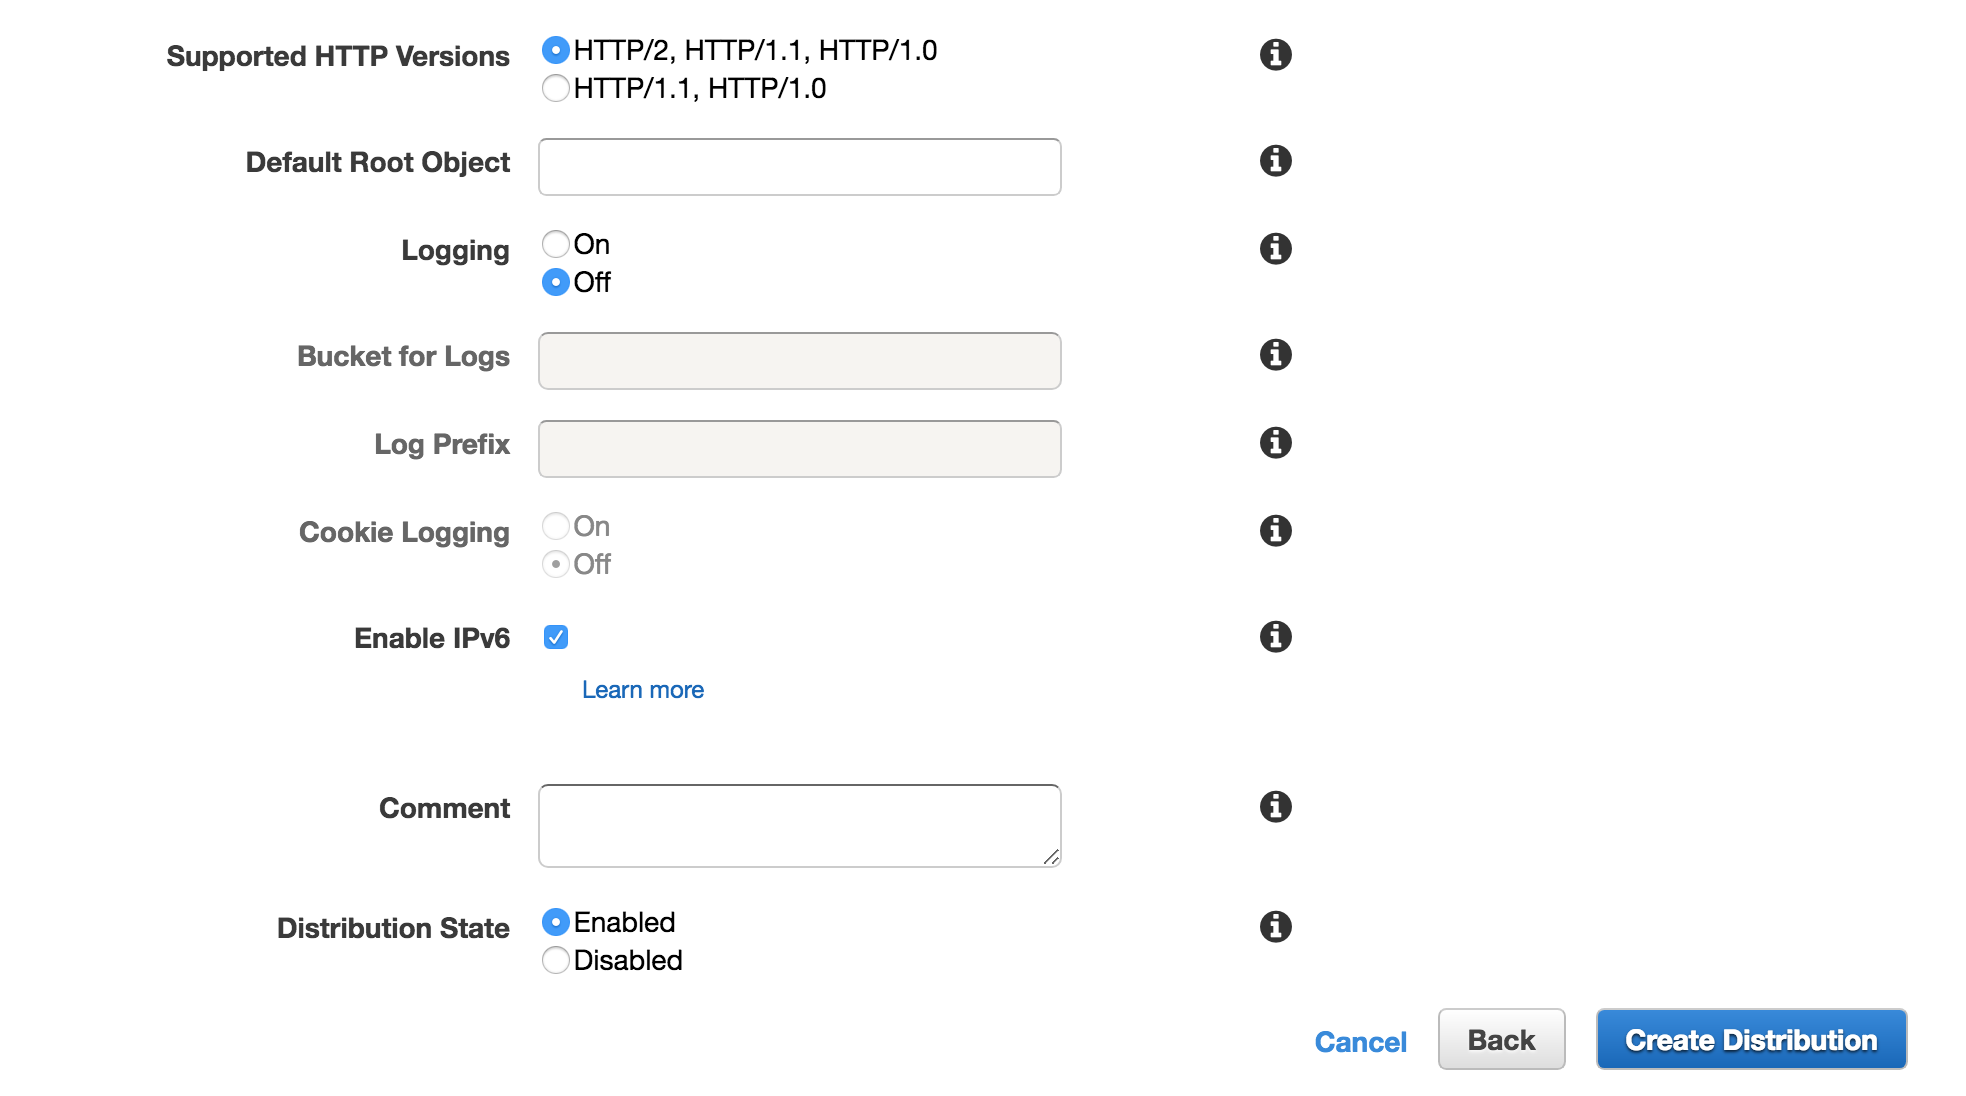 Supported HTTP Versions
HTTP/2, HTTP/1.1, HTTP/1.0
HTTP/1.1, HTTP/1.0
Default Root Object
Logging
On
Off
Bucket for Logs
Log Prefix
Cookie Logging
On
Off
Enable IPv6
Learn more
Comment
Distribution State
Enabled
Disabled
Cancel
Back
Create Distribution